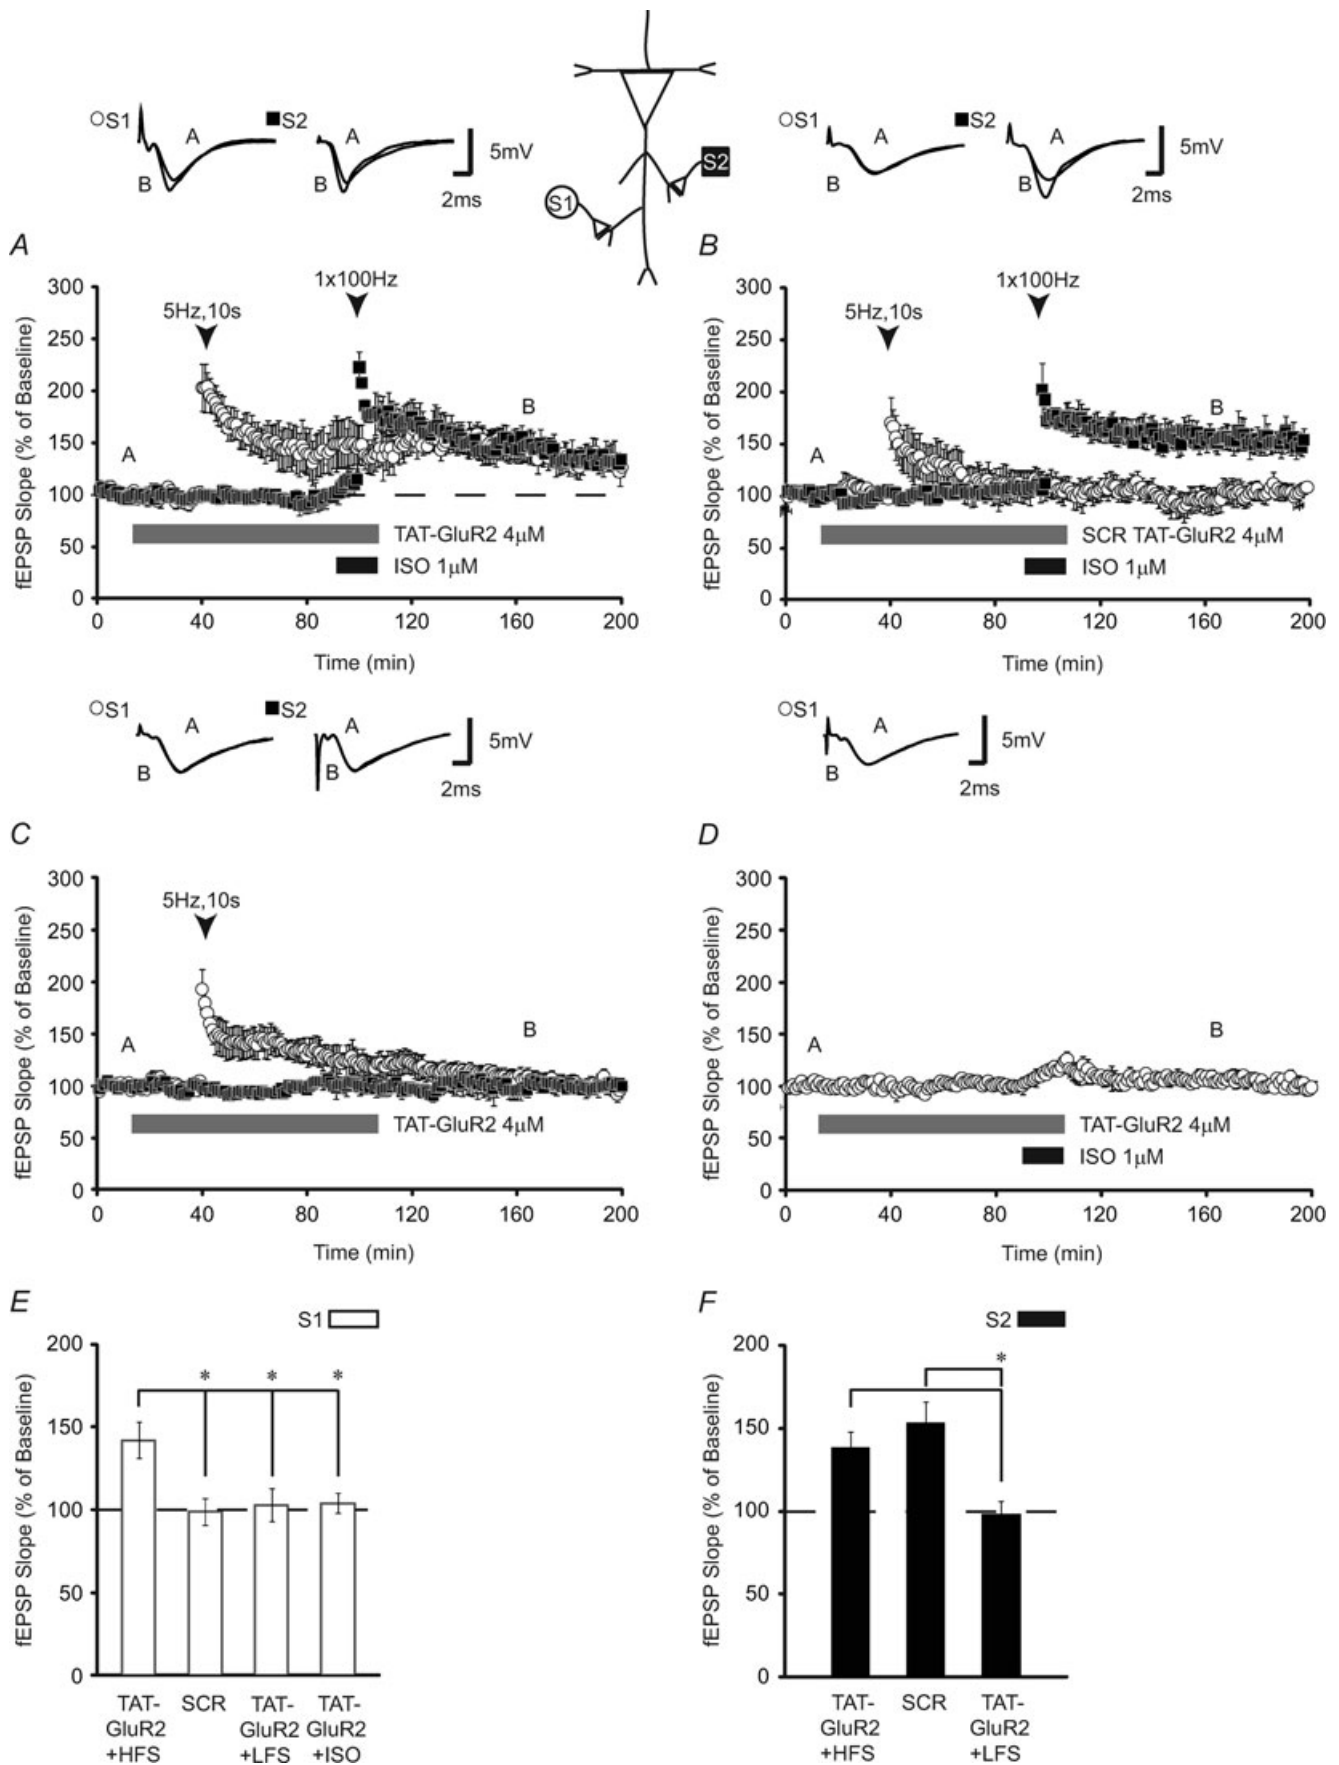 S1
A
B
S2
A
B
5mV
2ms
S1
S2
S1
A
B
S2
A
B
5mV
2ms
A
fEPSP Slope (% of Baseline)
300
250
200
150
100
50
0
5Hz,10s
1x100Hz
A
B
TAT-GluR2 4µM
ISO 1µM
0 40 80 120 160 200
Time (min)
B
fEPSP Slope (% of Baseline)
300
250
200
150
100
50
0
5Hz,10s
1x100Hz
A
B
SCR TAT-GluR2 4µM
ISO 1µM
0 40 80 120 160 200
Time (min)
S1
A
B
S2
A
B
5mV
2ms
S1
A
B
5mV
2ms
C
fEPSP Slope (% of Baseline)
300
250
200
150
100
50
0
5Hz,10s
A
B
TAT-GluR2 4µM
0 40 80 120 160 200
Time (min)
D
fEPSP Slope (% of Baseline)
300
250
200
150
100
50
0
A
B
TAT-GluR2 4µM
ISO 1µM
0 40 80 120 160 200
Time (min)
E
S1
fEPSP Slope (% of Baseline)
200
150
100
50
0
* * *
TAT- SCR TAT- TAT-
GluR2 GluR2 GluR2
+HFS +LFS +ISO
F
S2
fEPSP Slope (% of Baseline)
200
150
100
50
0
*
TAT- SCR TAT-
GluR2 GluR2
+HFS +LFS